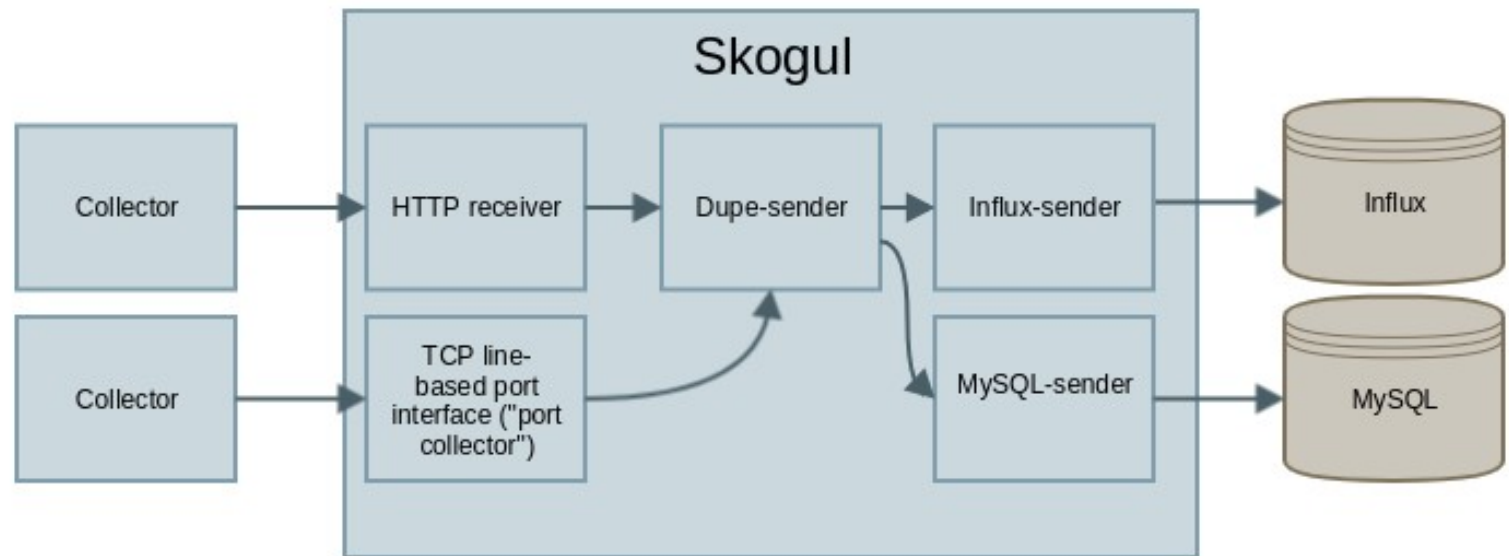 Skogul
Collector
HTTP receiver
Dupe-sender
Influx-sender
Influx
Collector
TCP line-
based port
interface ("port
collector")
MySQL-sender
MySQL